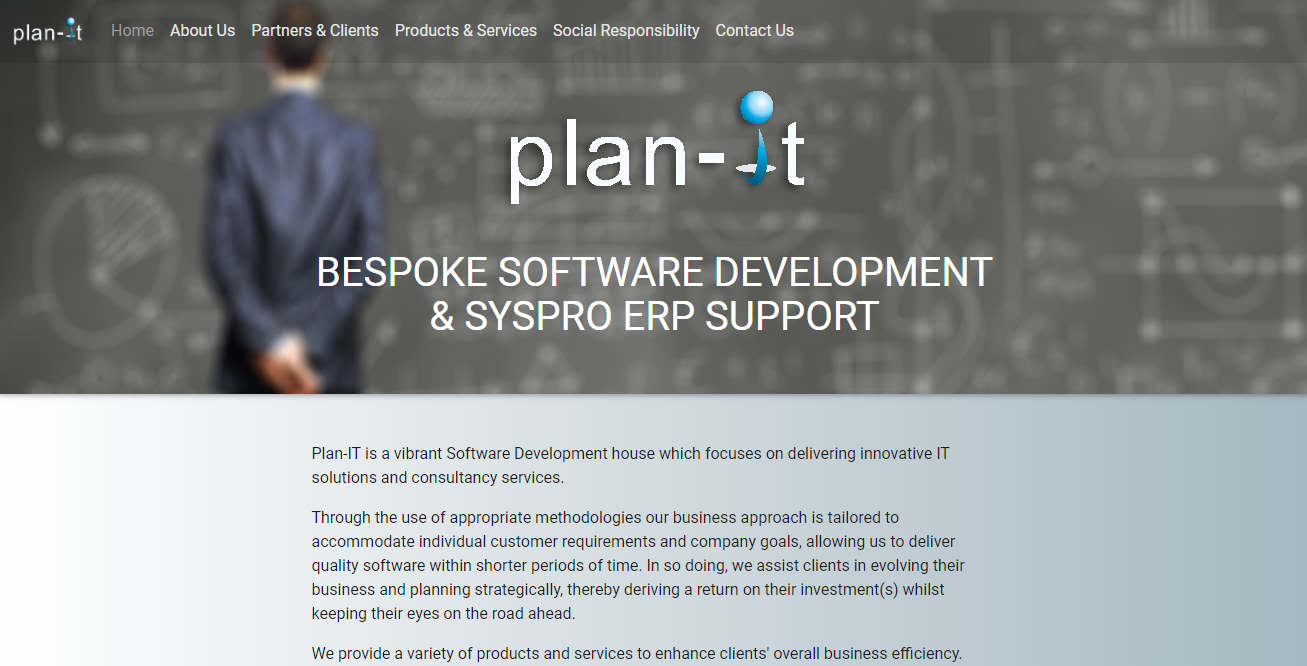 plan-it Home About Us Partners & Clients Products & Services Social Responsibility Contact Us
plan-it
BESPOKE SOFTWARE DEVELOPMENT
& SYSPRO ERP SUPPORT
Plan-IT is a vibrant Software Development house which focuses on delivering innovative IT
solutions and consultancy services.
Through the use of appropriate methodologies our business approach is tailored to
accommodate individual customer requirements and company goals, allowing us to deliver
quality software within shorter periods of time. In so doing, we assist clients in evolving their
business and planning strategically, thereby deriving a return on their investment(s) whilst
keeping their eyes on the road ahead.
We provide a variety of products and services to enhance clients' overall business efficiency.